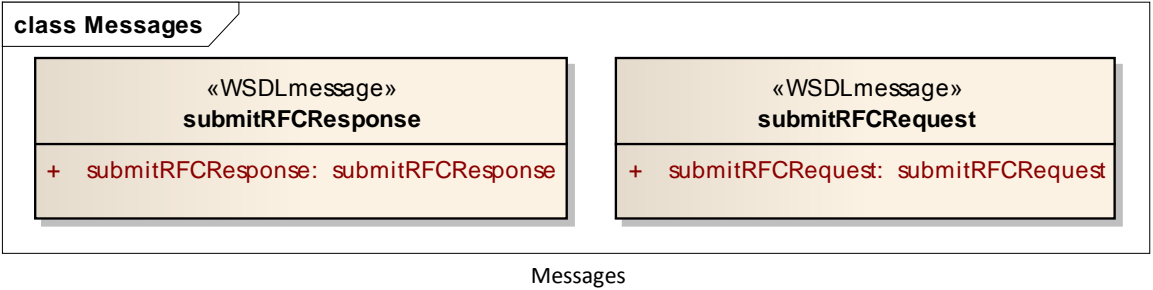 class Messages
«WSDLmessage»
submitRFCResponse
+ submitRFCResponse: submitRFCResponse
«WSDLmessage»
submitRFCRequest
+ submitRFCRequest: submitRFCRequest
Messages